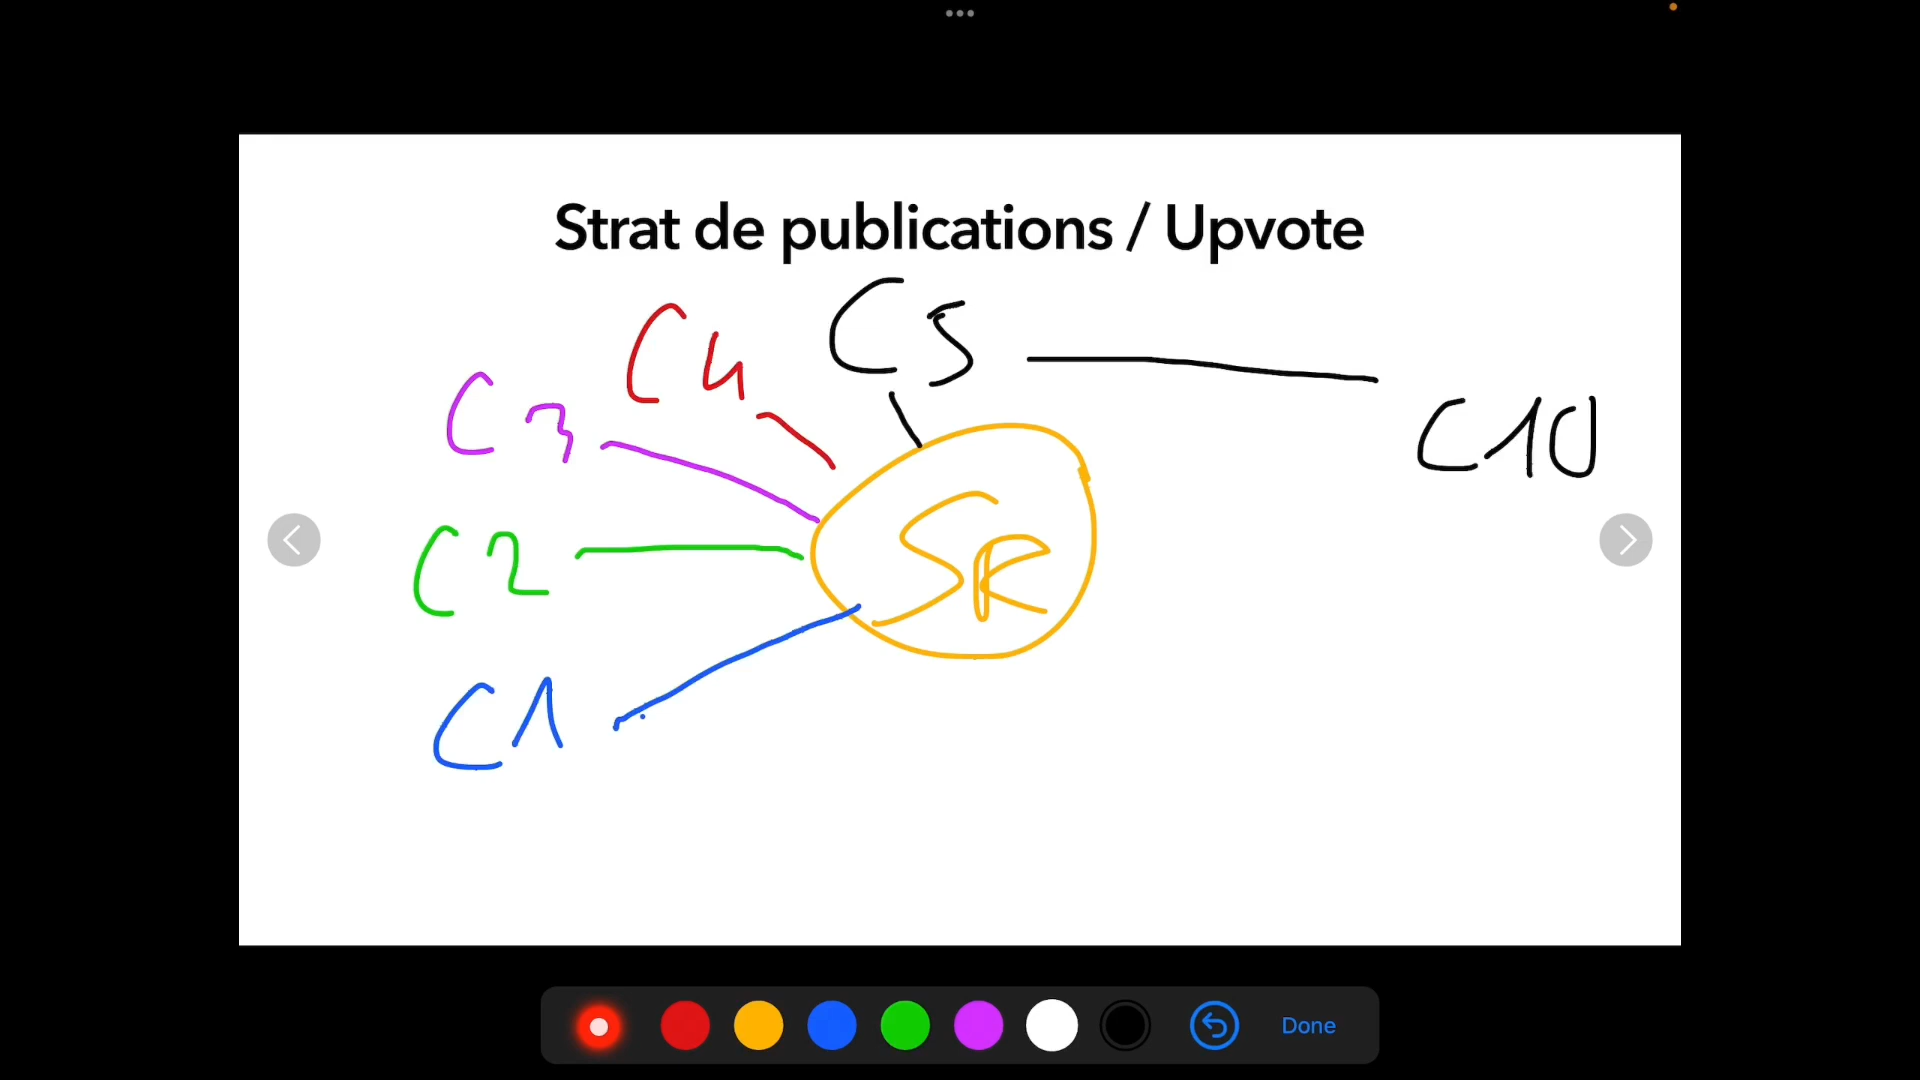 Strat de publications / Upvote
C5
C4
C3
C10
SR
C2
C1
Done